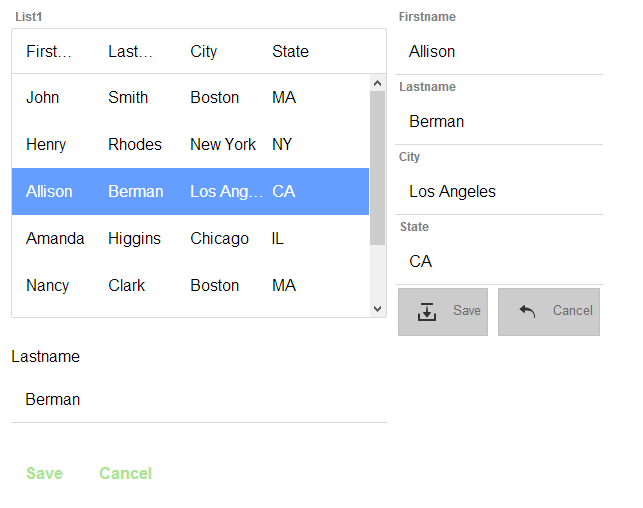 List1
First... Last... City State
John Smith Boston MA
Henry Rhodes New York NY
Allison Berman Los Ang... CA
Amanda Higgins Chicago IL
Nancy Clark Boston MA
Firstname
Allison
Lastname
Berman
City
Los Angeles
State
CA
Save Cancel
Lastname
Berman
Save Cancel